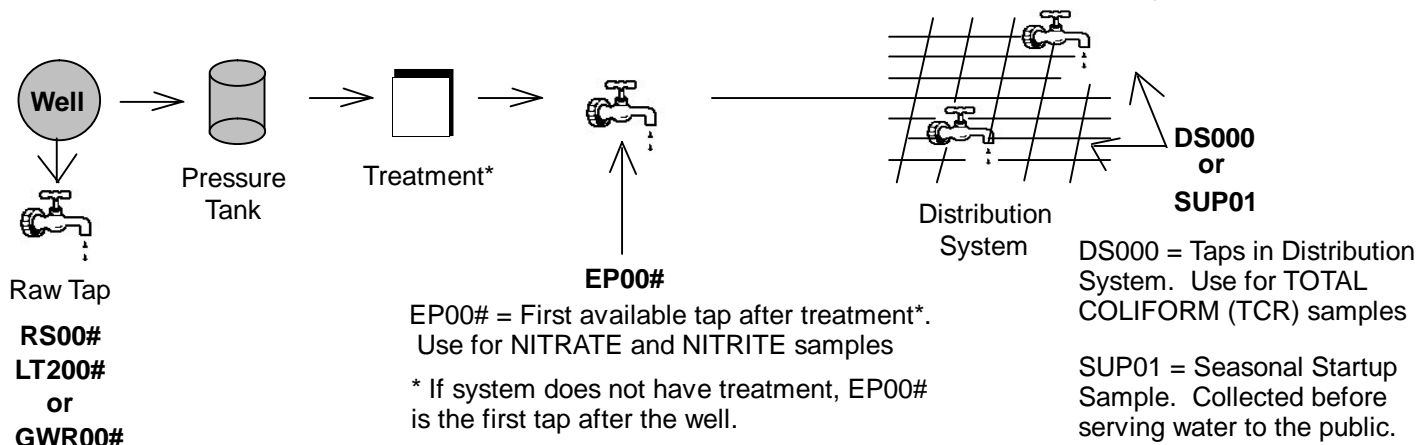 Well
Pressure
Tank
Treatment*
Raw Tap
RS00#
LT200#
or
GWR00#
EP00#
EP00# = First available tap after treatment*.
Use for NITRATE and NITRITE samples
* If system does not have treatment, EP00#
is the first tap after the well.
Distribution
System
DS000
or
SUP01
DS000 = Taps in Distribution
System. Use for TOTAL
COLIFORM (TCR) samples
SUP01 = Seasonal Startup
Sample. Collected before
serving water to the public.